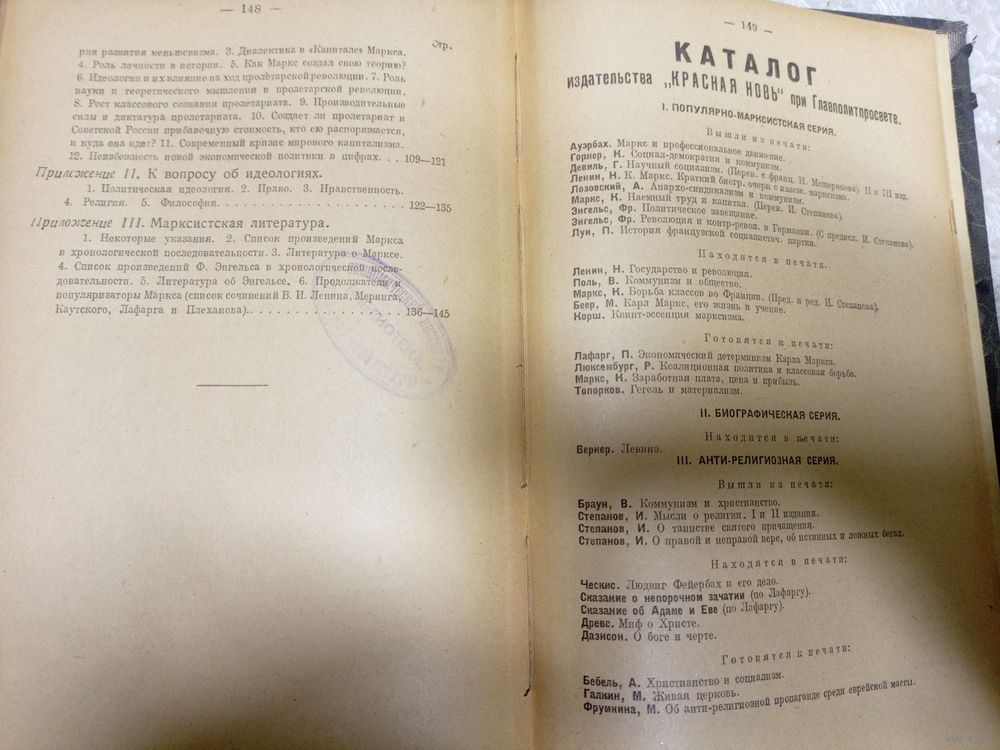 — 148 —
Стр.
рии развития меньшевизма. 3. Диалектика в «Капитале» Маркса.
4. Роль личности в истории. 5. Как Маркс создал свою теорию?
6. Идеологии и их влияние на ход пролетарской революции. 7. Роль
науки и теоретического мышления в пролетарской революции.
8. Рост классового сознания пролетариата. 9. Производительные
силы и диктатура пролетариата. 10. Создает ли пролетариат в
Советской России прибавочную стоимость, кто ею распоряжается,
и куда она идет? 11. Современный кризис мирового капитализма.
12. Неизбежность новой экономической политики в цифрах. . . 109—121
Приложение II. К вопросу об идеологиях.
1. Политическая идеология. 2. Право. 3. Нравственность.
4. Религия. 5. Философия. . . . . . . . . . . . . . . . . . . . 122—135
Приложение III. Марксистская литература.
1. Некоторые указания. 2. Список произведений Маркса
в хронологической последовательности. 3. Литература о Марксе.
4. Список произведений Ф. Энгельса в хронологической после-
довательности. 5. Литература об Энгельсе. 6. Продолжатели и
популяризаторы Маркса (список сочинений В. И. Ленина, Меринга,
Каутского, Лафарга и Плеханова). . . . . . . . . . . . . . . . 136—145
— 149 —
КАТАЛОГ
издательства „КРАСНАЯ НОВЬ" при Главполитпросвете.
I. ПОПУЛЯРНО-МАРКСИСТСКАЯ СЕРИЯ.
Вышли из печати:
Ауэрбах. Маркс и профессиональное движение.
Горнер, К. Социал-демократия и коммунизм.
Девиль, Г. Научный социализм. (Перев. с франц. И. Мещерякова). II и III изд.
Ленин, Н. К. Маркс. Краткий биогр. очерк с излож. марксизма.
Лозовский, А. Анархо-синдикализм и коммунизм.
Маркс, К. Наемный труд и капитал. (Перев. И. Степанова).
Энгельс, Фр. Политическое завещание.
Энгельс, Фр. Революция и контр-револ. в Германии. (С предисл. И. Степанова).
Луи, П. История французской социалистич. партии.
Находятся в печати.
Ленин, Н. Государство и революция.
Поль, В. Коммунизм и общество.
Маркс, К. Борьба классов во Франции. (Пред. и ред. И. Степанова).
Беер, М. Карл Маркс, его жизнь и учение.
Корш. Квинт-эссенция марксизма.
Готовятся к печати:
Лафарг, П. Экономический детерминизм Карла Маркса.
Люксембург, Р. Коалиционная политика и классовая борьба.
Маркс, К. Заработная плата, цена и прибыль.
Топорков. Гегель и материализм.
II. БИОГРАФИЧЕСКАЯ СЕРИЯ.
Находится в печати:
Вернер. Левинэ.
III. АНТИ-РЕЛИГИОЗНАЯ СЕРИЯ.
Вышли из печати:
Браун, В. Коммунизм и христианство.
Степанов, И. Мысли о религии. I и II издания.
Степанов, И. О таинстве святого причащения.
Степанов, И. О правой и неправой вере, об истинных и ложных богах.
Находятся в печати:
Ческис. Людвиг Фейербах и его дело.
Сказание о непорочном зачатии (по Лафаргу).
Сказание об Адаме и Еве (по Лафаргу).
Древс. Миф о Христе.
Даэнсон. О боге и черте.
Готовятся к печати:
Бебель, А. Христианство и социализм.
Галкин, М. Живая церковь.
Фрумкина, М. Об анти-религиозной пропаганде среди еврейской массы.